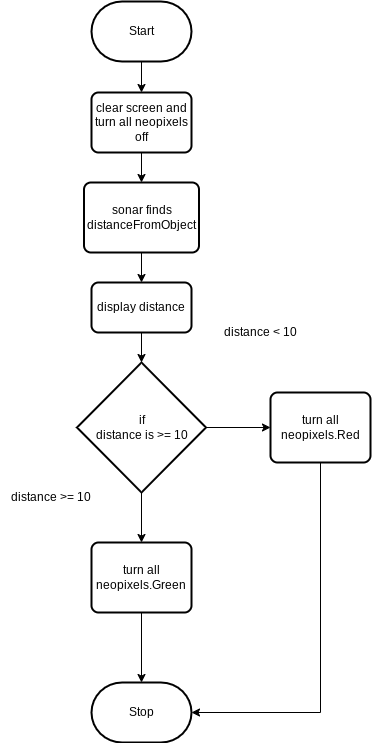 Start
clear screen and
turn all neopixels
off
sonar finds
distanceFromObject
display distance
distance < 10
if
distance is >= 10
turn all
neopixels.Red
distance >= 10
turn all
neopixels.Green
Stop